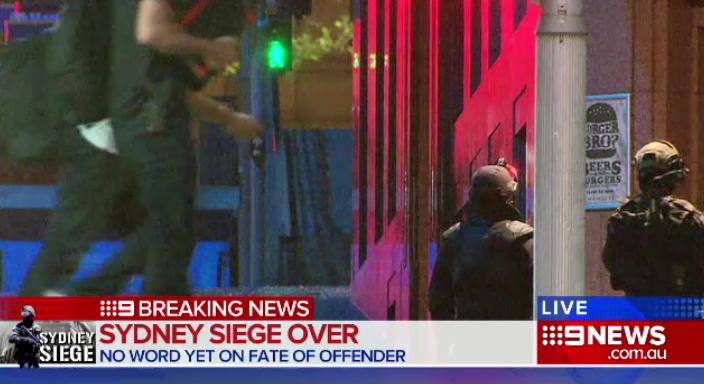 BURGER
BRO?
BEERS
BURGERS
9 BREAKING NEWS
SYDNEY
SIEGE
SYDNEY SIEGE OVER
NO WORD YET ON FATE OF OFFENDER
LIVE
9NEWS
.com.au